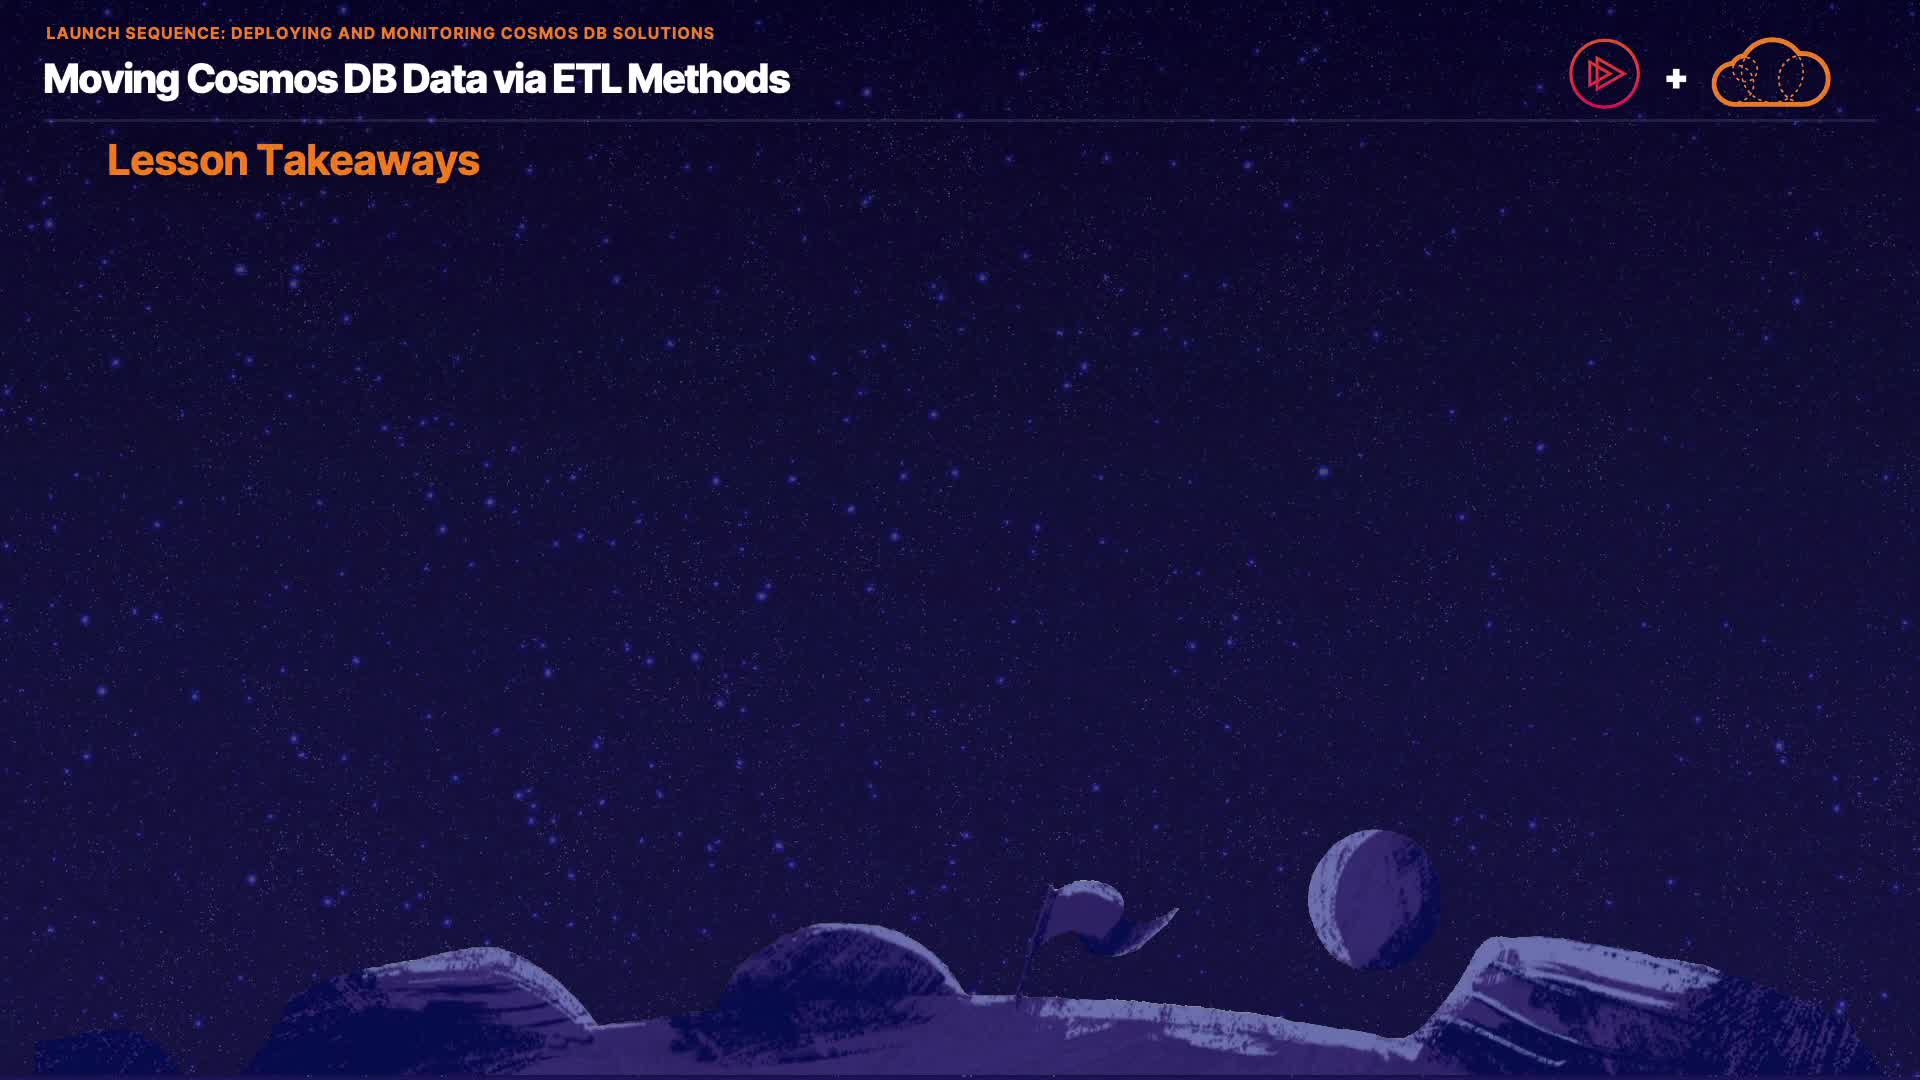 LAUNCH SEQUENCE: DEPLOYING AND MONITORING COSMOS DB SOLUTIONS
Moving Cosmos DB Data via ETL Methods
+
Lesson Takeaways